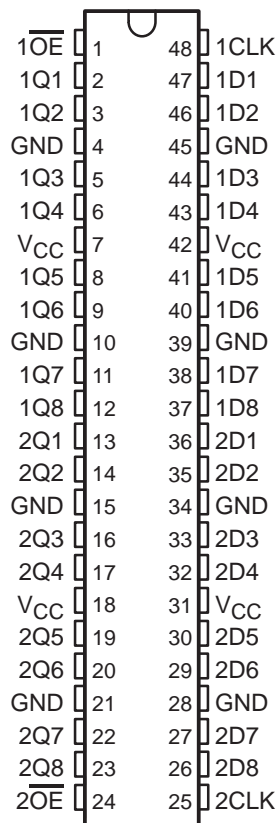 1O̅E̅ 1 48 1CLK
1Q1 2 47 1D1
1Q2 3 46 1D2
GND 4 45 GND
1Q3 5 44 1D3
1Q4 6 43 1D4
VCC 7 42 VCC
1Q5 8 41 1D5
1Q6 9 40 1D6
GND 10 39 GND
1Q7 11 38 1D7
1Q8 12 37 1D8
2Q1 13 36 2D1
2Q2 14 35 2D2
GND 15 34 GND
2Q3 16 33 2D3
2Q4 17 32 2D4
VCC 18 31 VCC
2Q5 19 30 2D5
2Q6 20 29 2D6
GND 21 28 GND
2Q7 22 27 2D7
2Q8 23 26 2D8
2O̅E̅ 24 25 2CLK